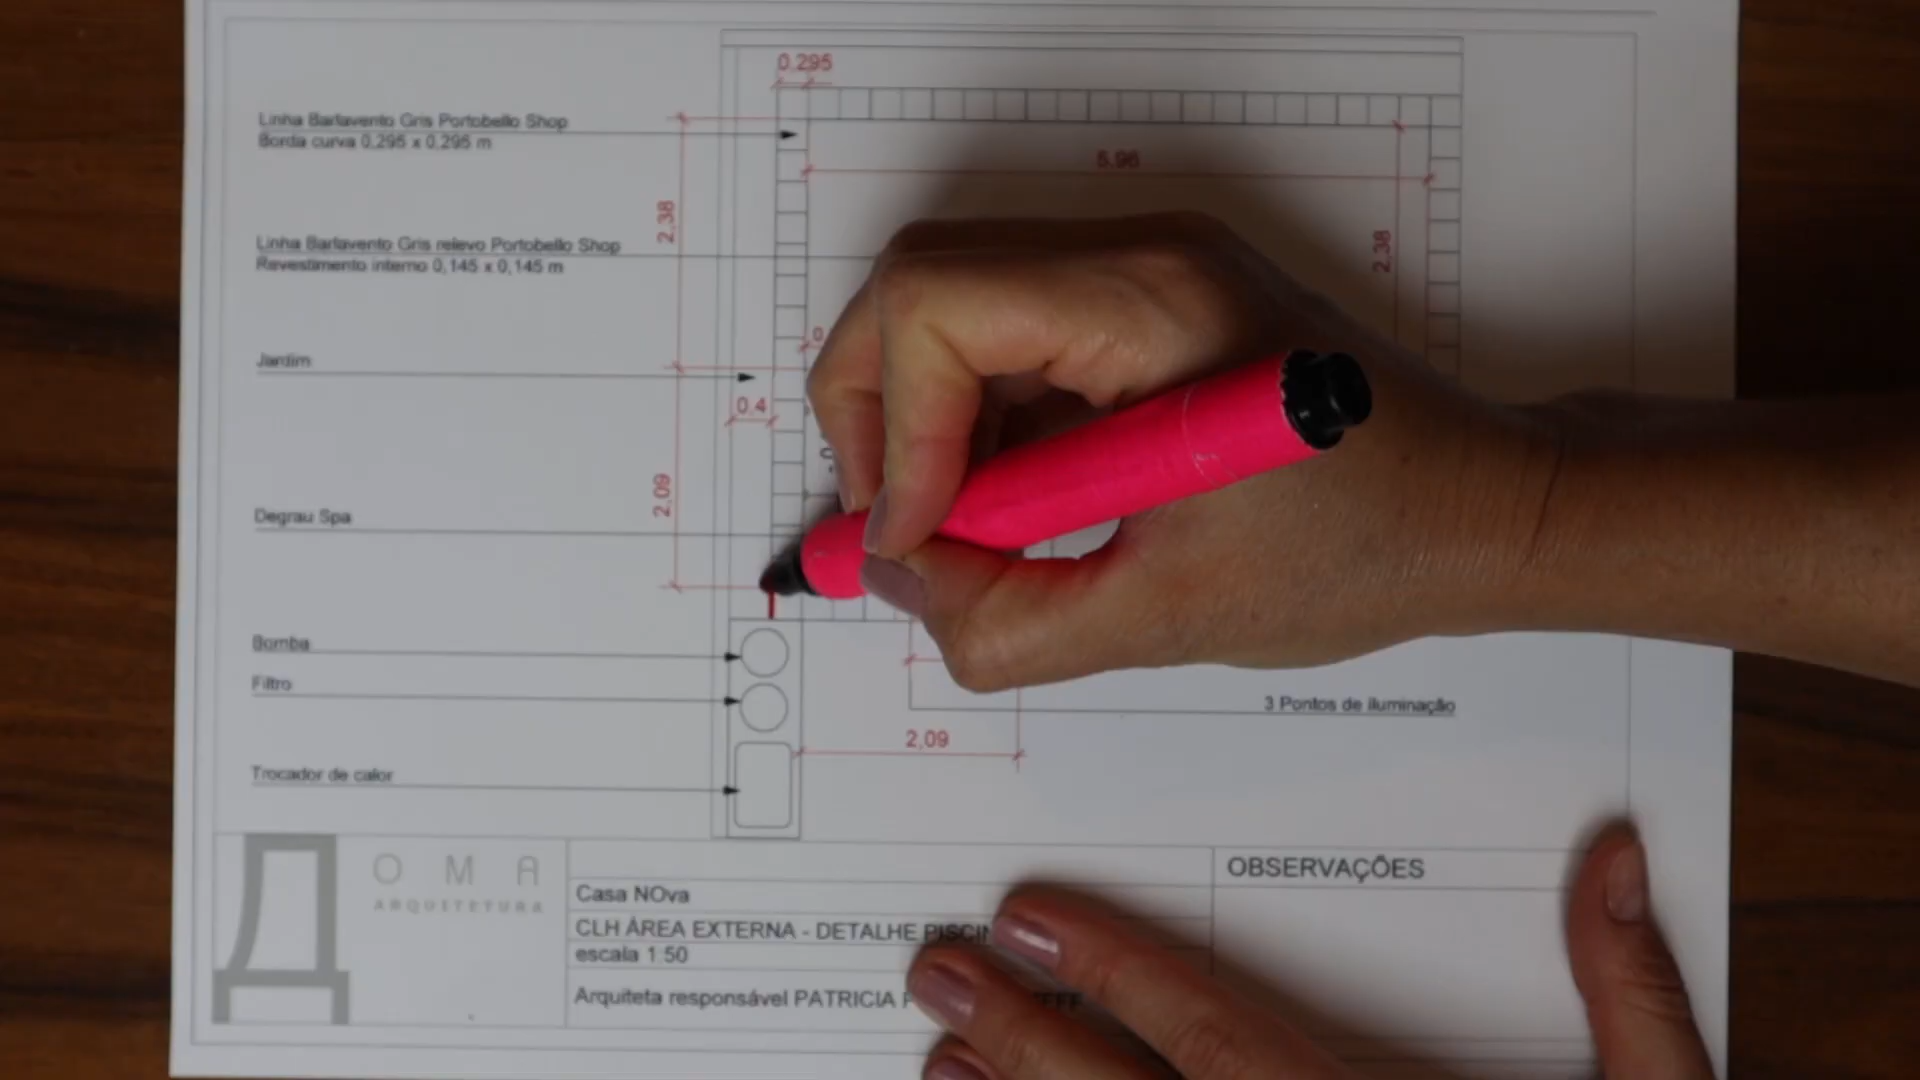 0.295
Linha Barlavento Gris Portobello Shop
Borda curva 0,295 x 0,295 m
5.96
2,38
2,38
Linha Barlavento Gris relevo Portobello Shop
Revestimento interno 0,145 x 0,145 m
Jardim
0.4
2,09
Degrau Spa
Bomba
Filtro
3 Pontos de iluminação
2,09
Trocador de calor
OMA
ARQUITETURA
Casa NOva
CLH ÁREA EXTERNA - DETALHE
escala 1:50
Arquiteta responsável PATRICIA
OBSERVAÇÕES